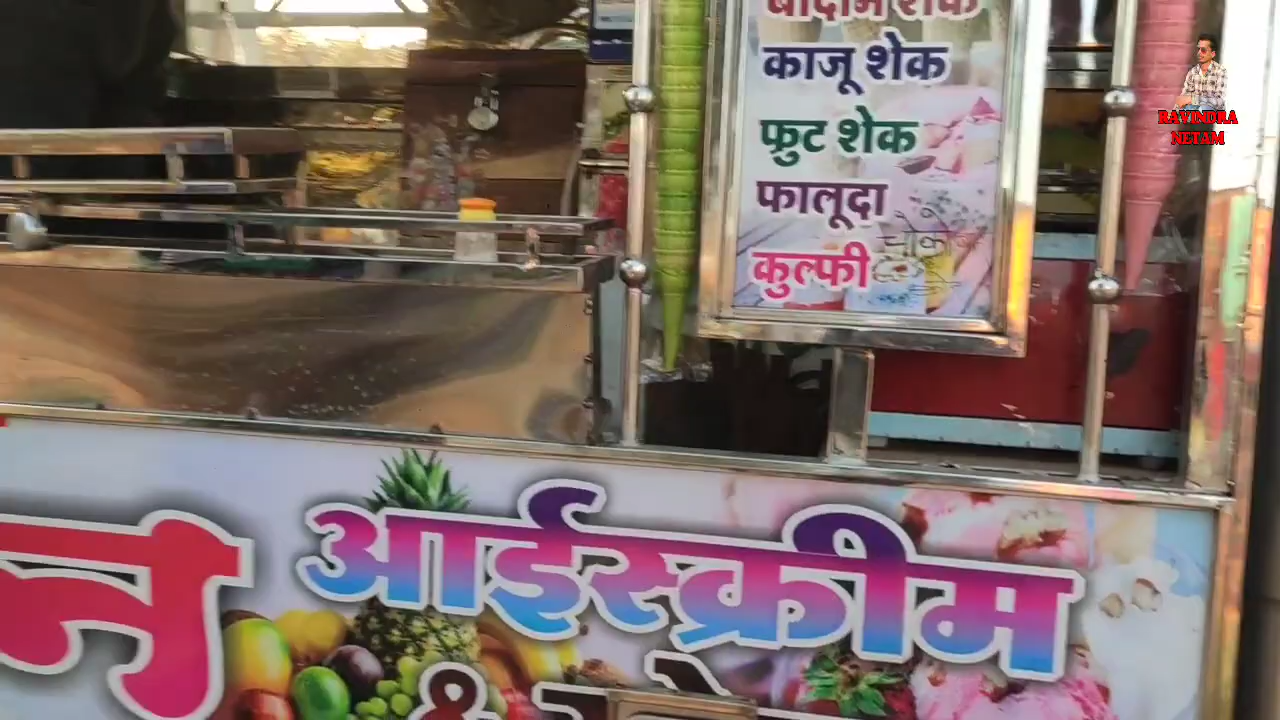 बादाम शेक
काजू शेक
फ्रुट शेक
फालूदा
कुल्फी
आईस्क्रीम
&
RAVINDRA
NETAM